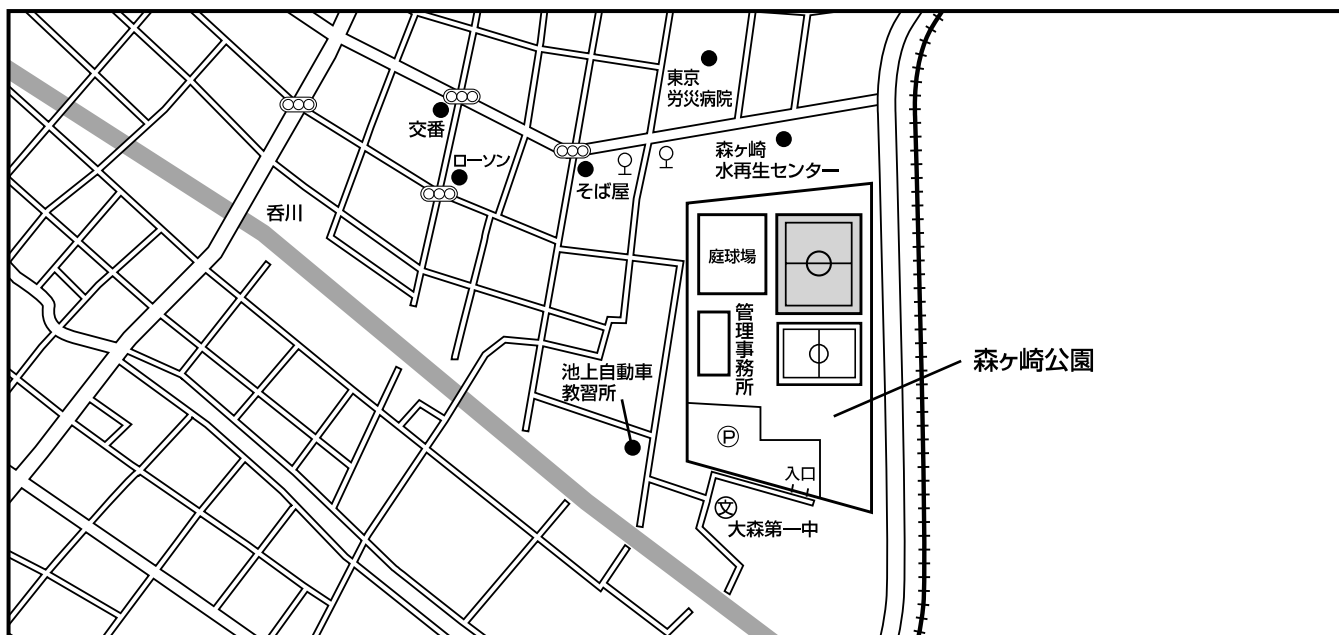 東京
労災病院
交番
ローソン
そば屋
森ヶ崎
水再生センター
呑川
庭球場
管理事務所
森ヶ崎公園
池上自動車
教習所
P
入口
文
大森第一中